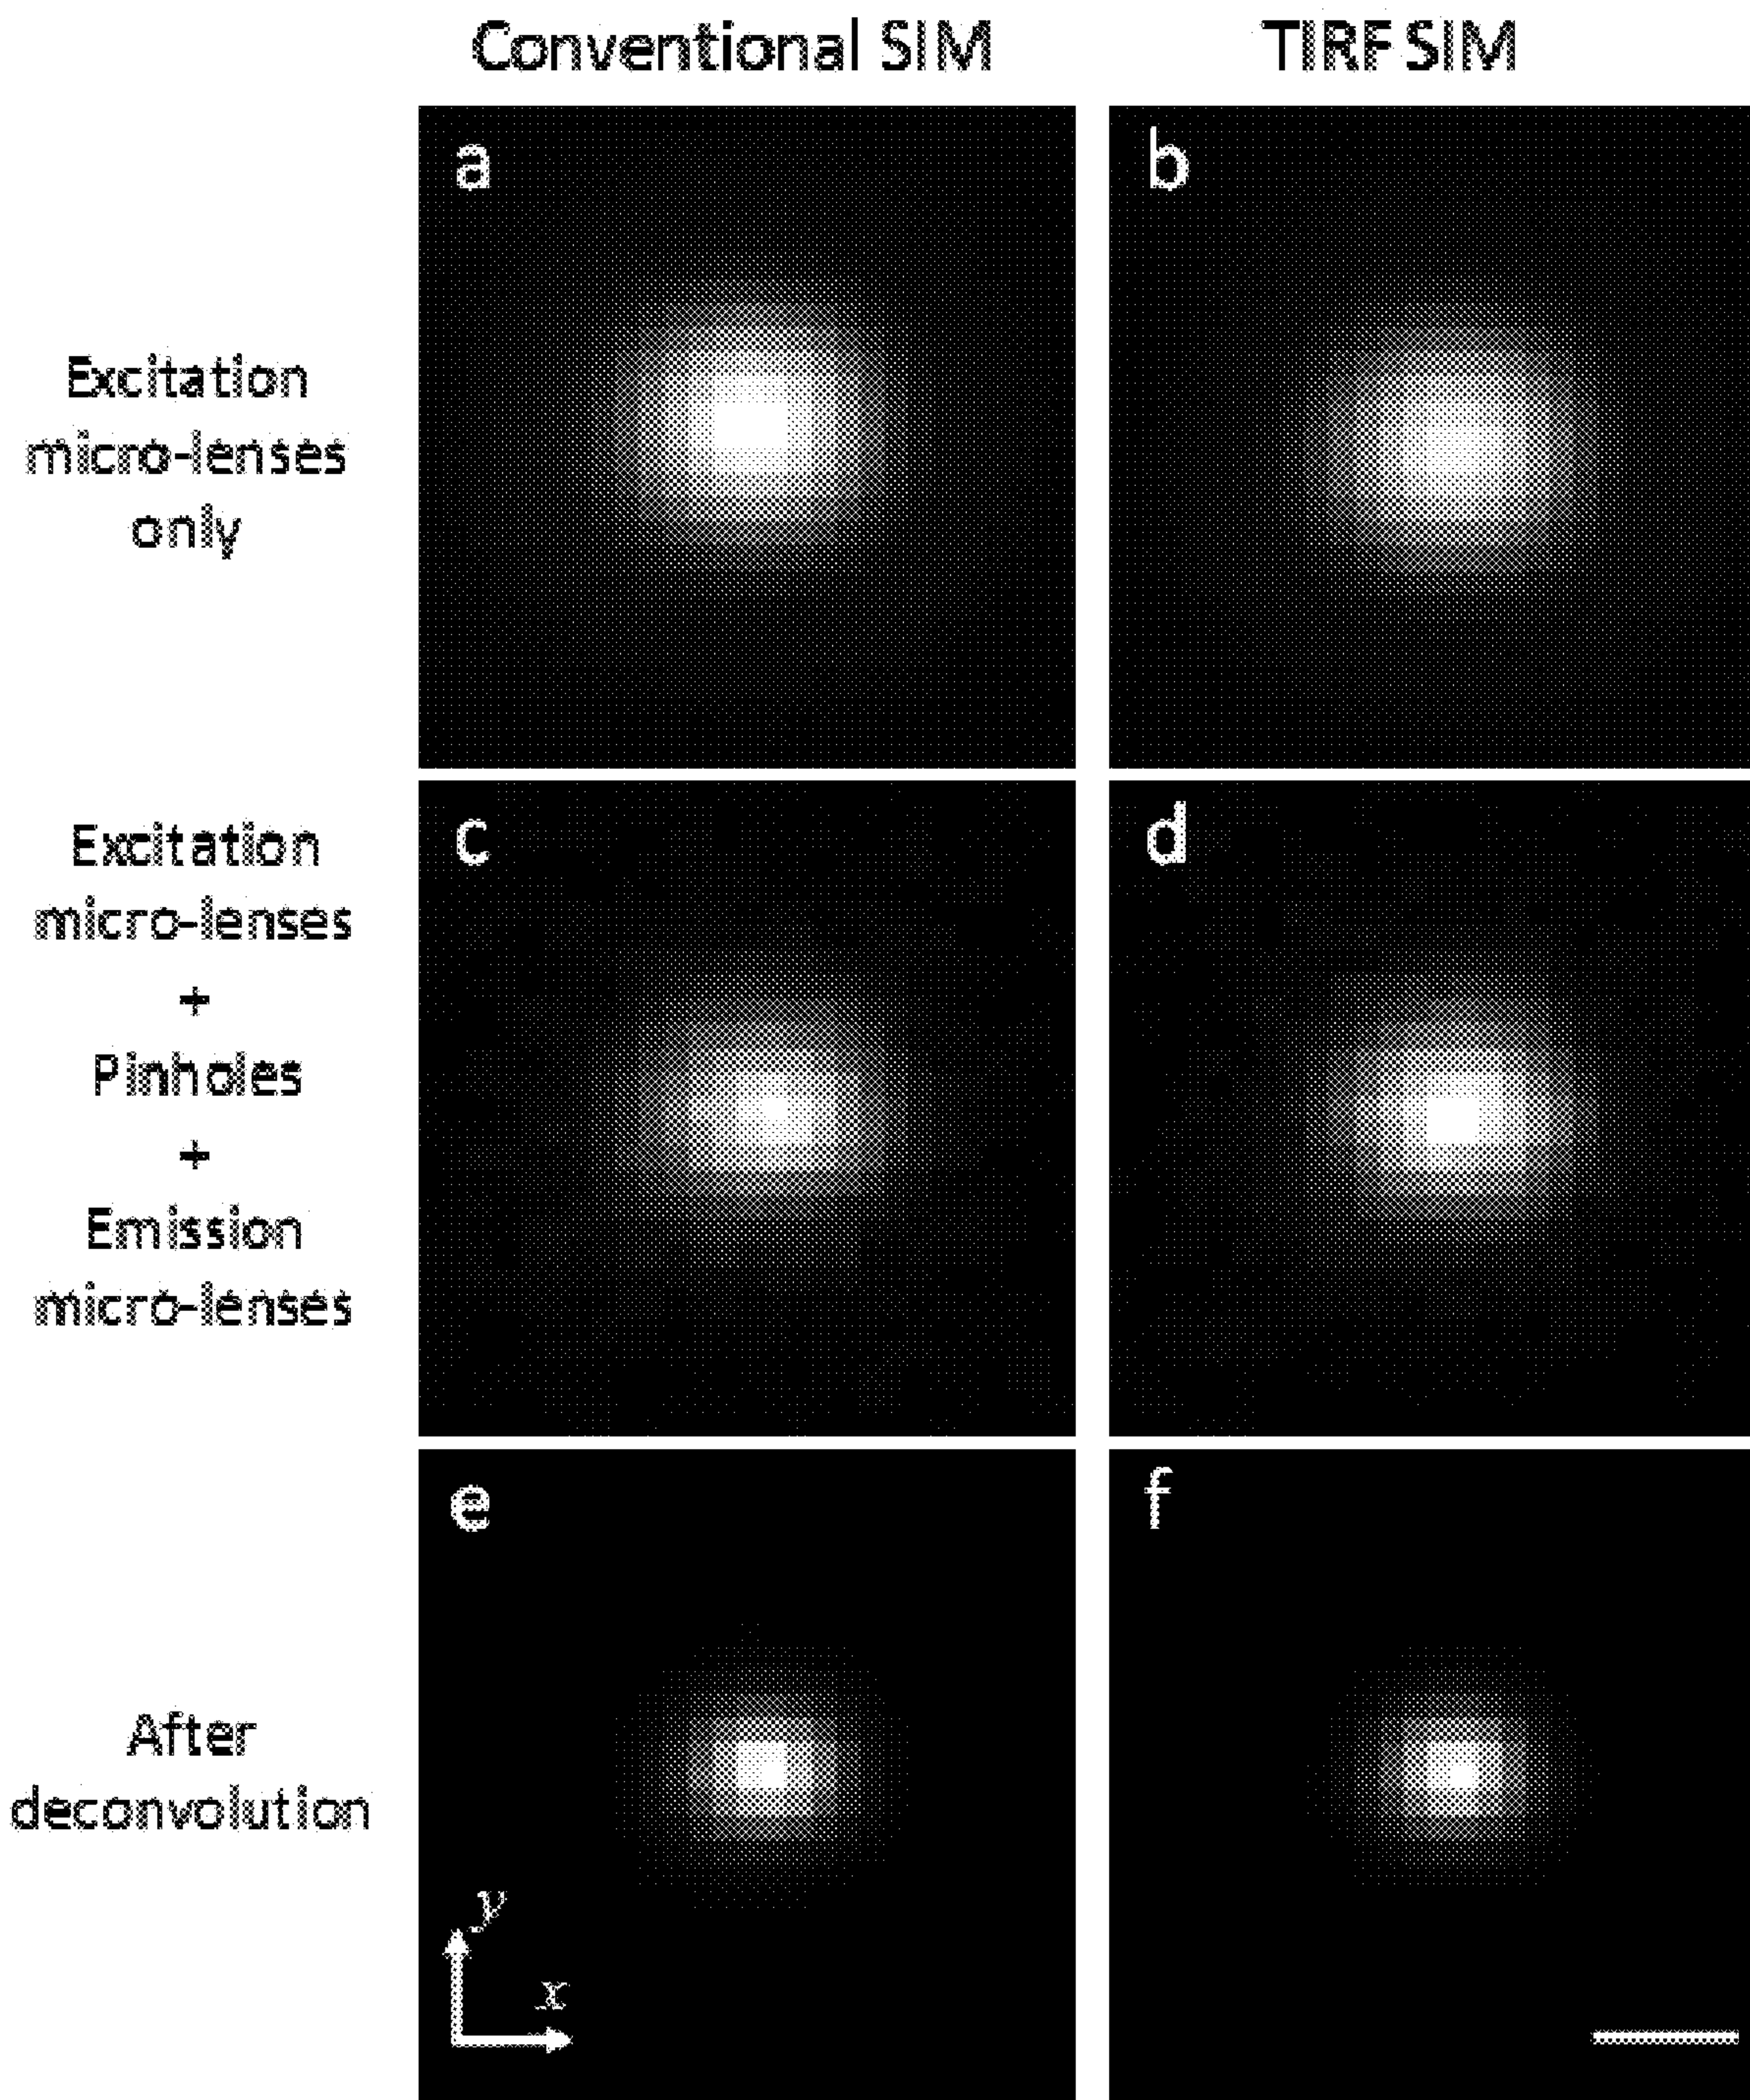 Conventional SIM
TIRF SIM
a
b
Excitation
micro-lenses
only
c
d
Excitation
micro-lenses
+
Pinholes
+
Emission
micro-lenses
e
f
After
deconvolution
y
x